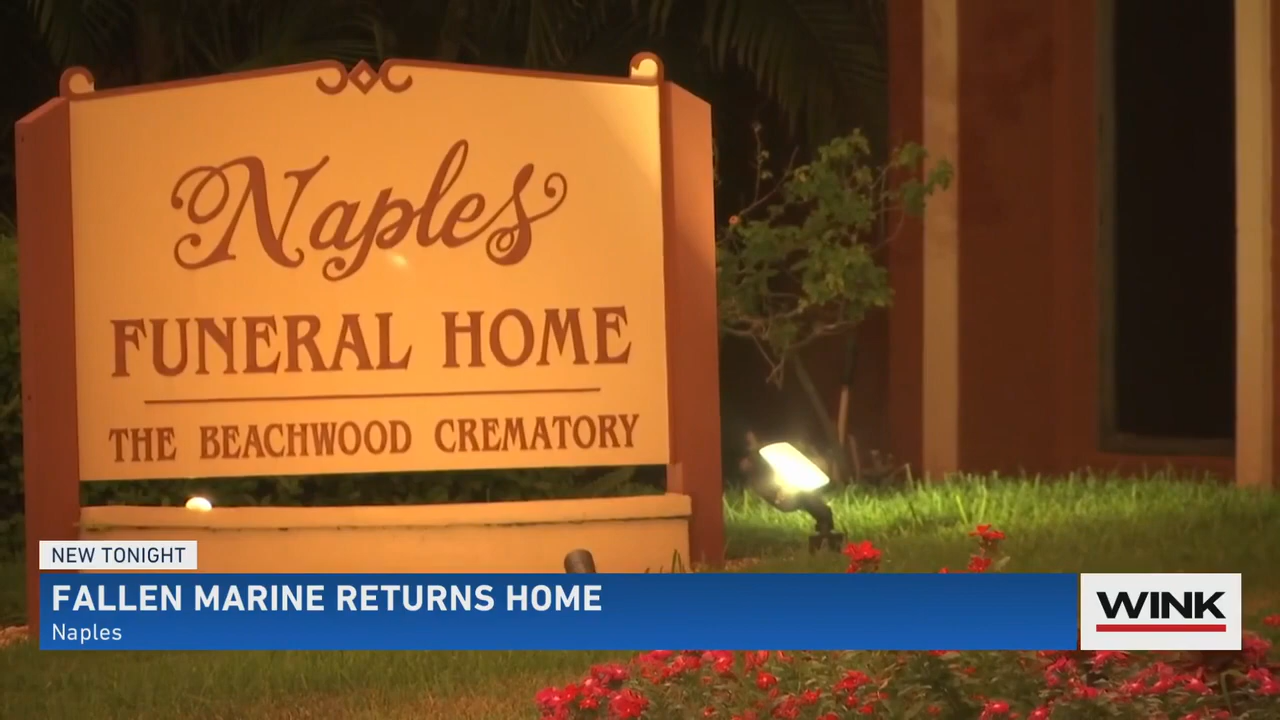 Naples
FUNERAL HOME
THE BEACHWOOD CREMATORY
NEW TONIGHT
FALLEN MARINE RETURNS HOME
Naples
WINK